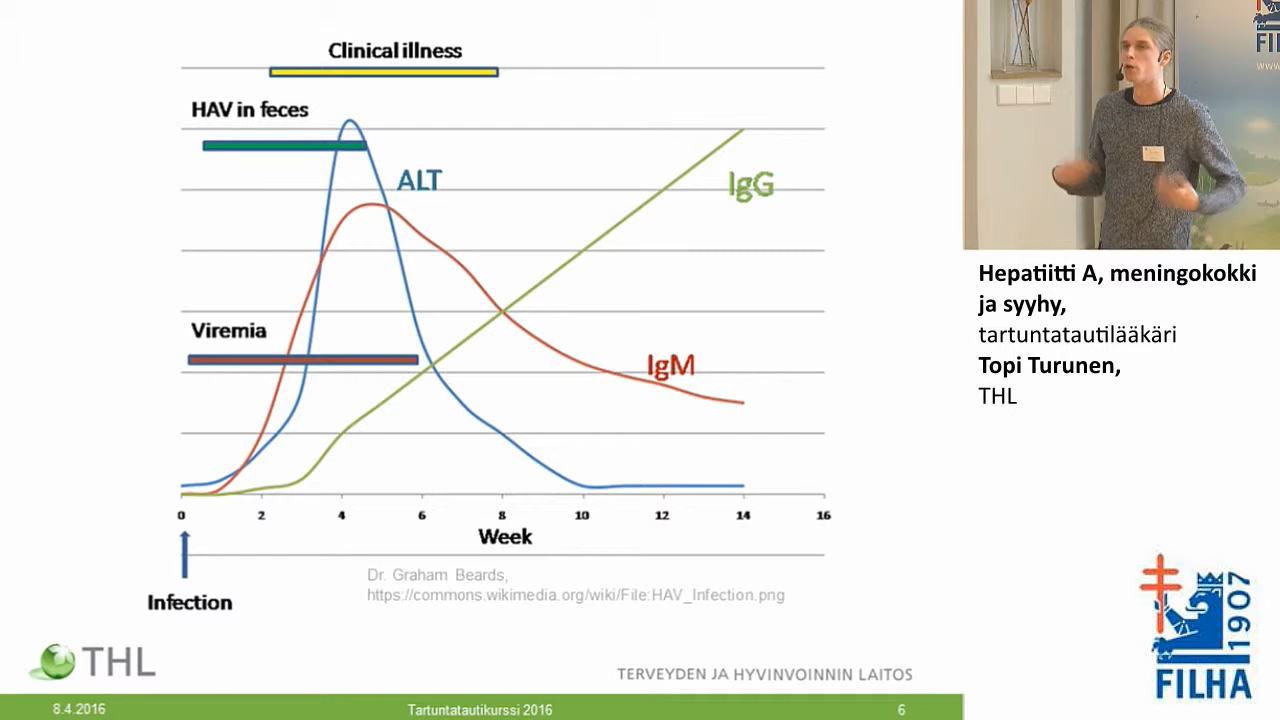 Clinical illness
HAV in feces
ALT
IgG
Viremia
IgM
0 2 4 6 8 10 12 14 16
Week
Infection
Dr. Graham Beards,
https://commons.wikimedia.org/wiki/File:HAV_Infection.png
THL
TERVEYDEN JA HYVINVOINNIN LAITOS
8.4.2016
Tartuntatautikurssi 2016
6
Hepatiitti A, meningokokki
ja syyhy,
tartuntatautilääkäri
Topi Turunen,
THL
1907
FILHA